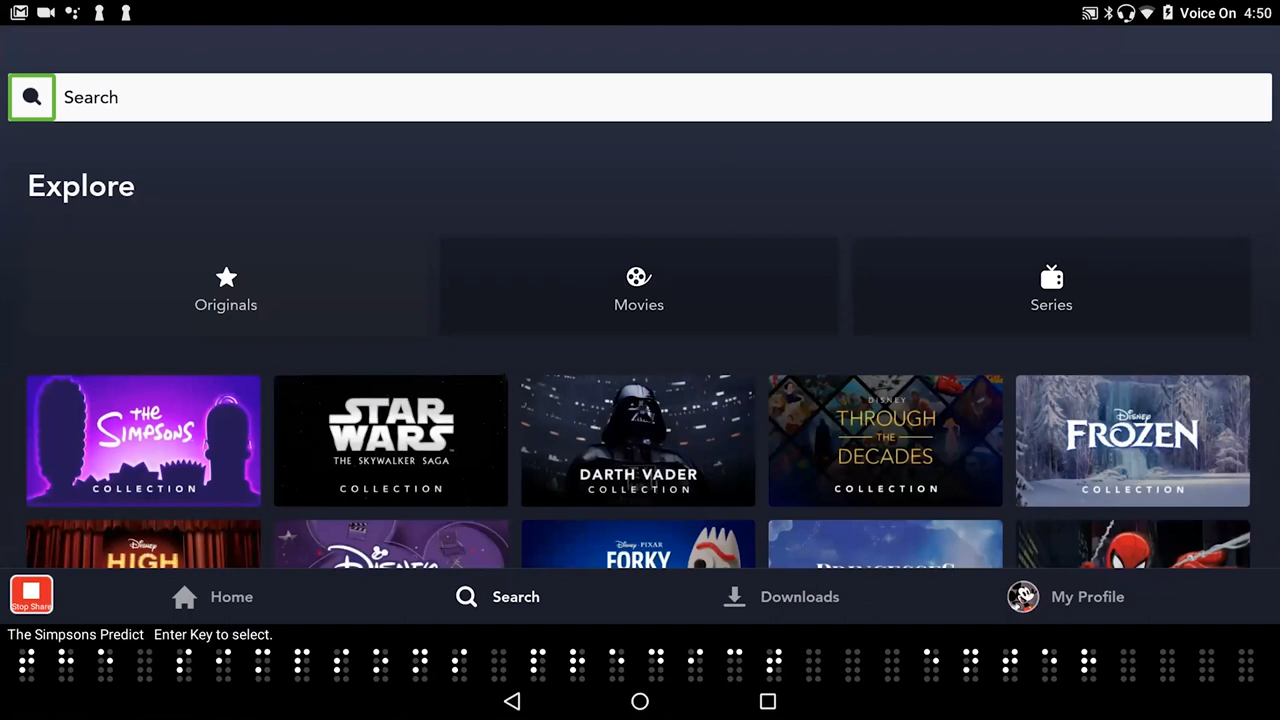 Voice On 4:50
Search
Explore
Originals
Movies
Series
THE SIMPSONS COLLECTION
STAR WARS THE SKYWALKER SAGA COLLECTION
DARTH VADER COLLECTION
DISNEY THROUGH THE DECADES COLLECTION
Disney FROZEN COLLECTION
Disney HIGH
Disney
Disney·PIXAR FORKY
Stop Share
Home
Search
Downloads
My Profile
The Simpsons Predict Enter Key to select.